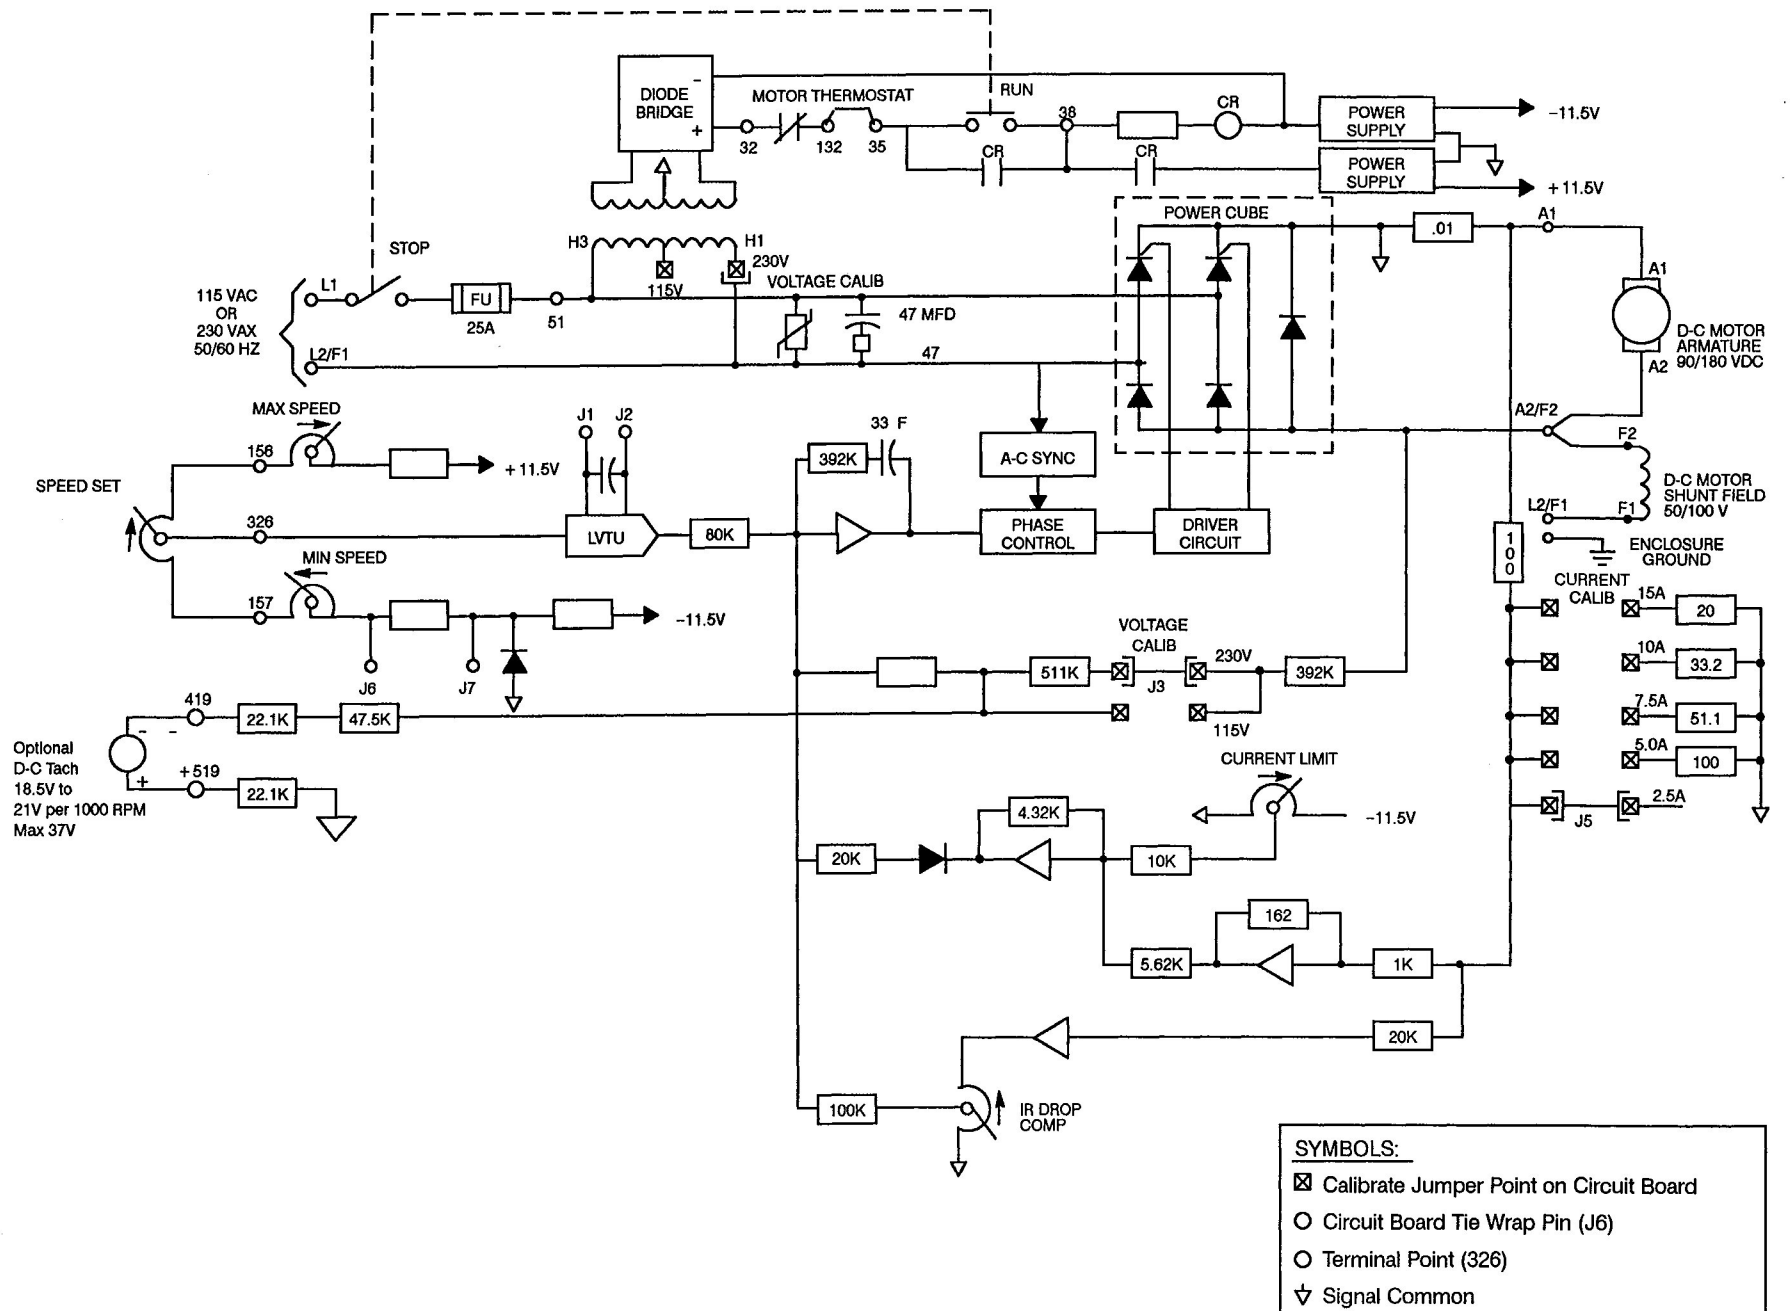 DIODE
BRIDGE
-
+
MOTOR THERMOSTAT
32
132
35
RUN
38
CR
CR
CR
POWER
SUPPLY
-11.5V
POWER
SUPPLY
+11.5V
STOP
H3
H1
230V
115V
VOLTAGE CALIB
47 MFD
POWER CUBE
.01
A1
A1
D-C MOTOR
ARMATURE
90/180 VDC
A2
115 VAC
OR
230 VAX
50/60 HZ
L1
FU
25A
51
L2/F1
47
MAX SPEED
158
+11.5V
SPEED SET
326
MIN SPEED
157
-11.5V
J6
J7
J1
J2
LVTU
80K
392K
33 F
A-C SYNC
PHASE
CONTROL
DRIVER
CIRCUIT
A2/F2
F2
D-C MOTOR
SHUNT FIELD
50/100 V
L2/F1
F1
ENCLOSURE
GROUND
100
CURRENT
CALIB
15A
20
10A
33.2
7.5A
51.1
5.0A
100
J5
2.5A
VOLTAGE
CALIB
511K
J3
230V
392K
115V
419
22.1K
47.5K
- -
Optional
D-C Tach
18.5V to
21V per 1000 RPM
Max 37V
+
+519
22.1K
CURRENT LIMIT
-11.5V
4.32K
20K
10K
162
5.62K
1K
20K
100K
IR DROP
COMP
SYMBOLS:
Calibrate Jumper Point on Circuit Board
Circuit Board Tie Wrap Pin (J6)
Terminal Point (326)
Signal Common